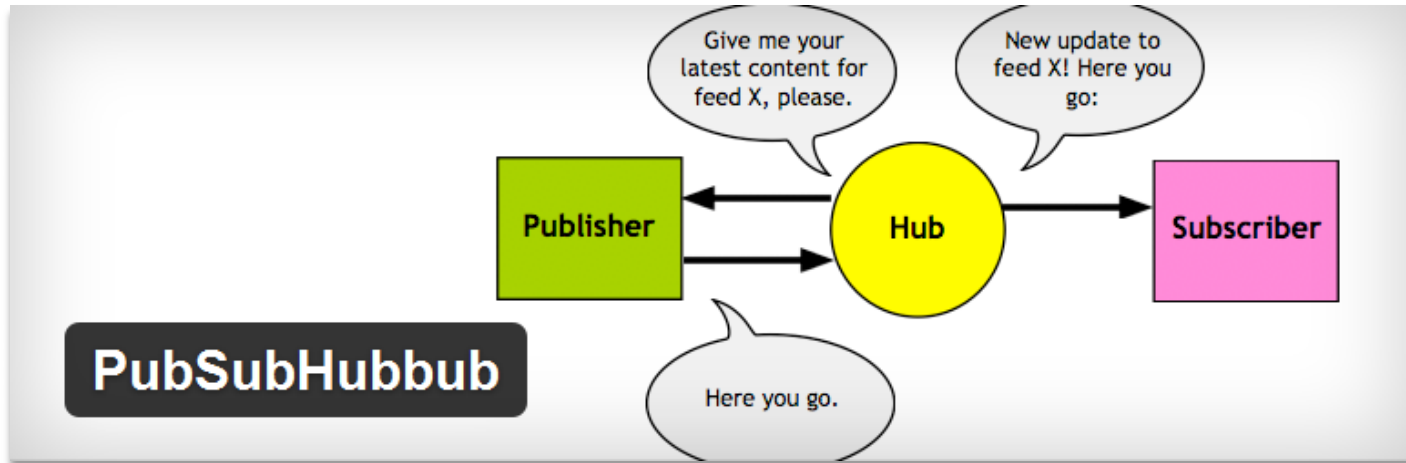 Give me your
latest content for
feed X, please.
New update to
feed X! Here you
go:
Publisher
Hub
Subscriber
Here you go.
PubSubHubbub